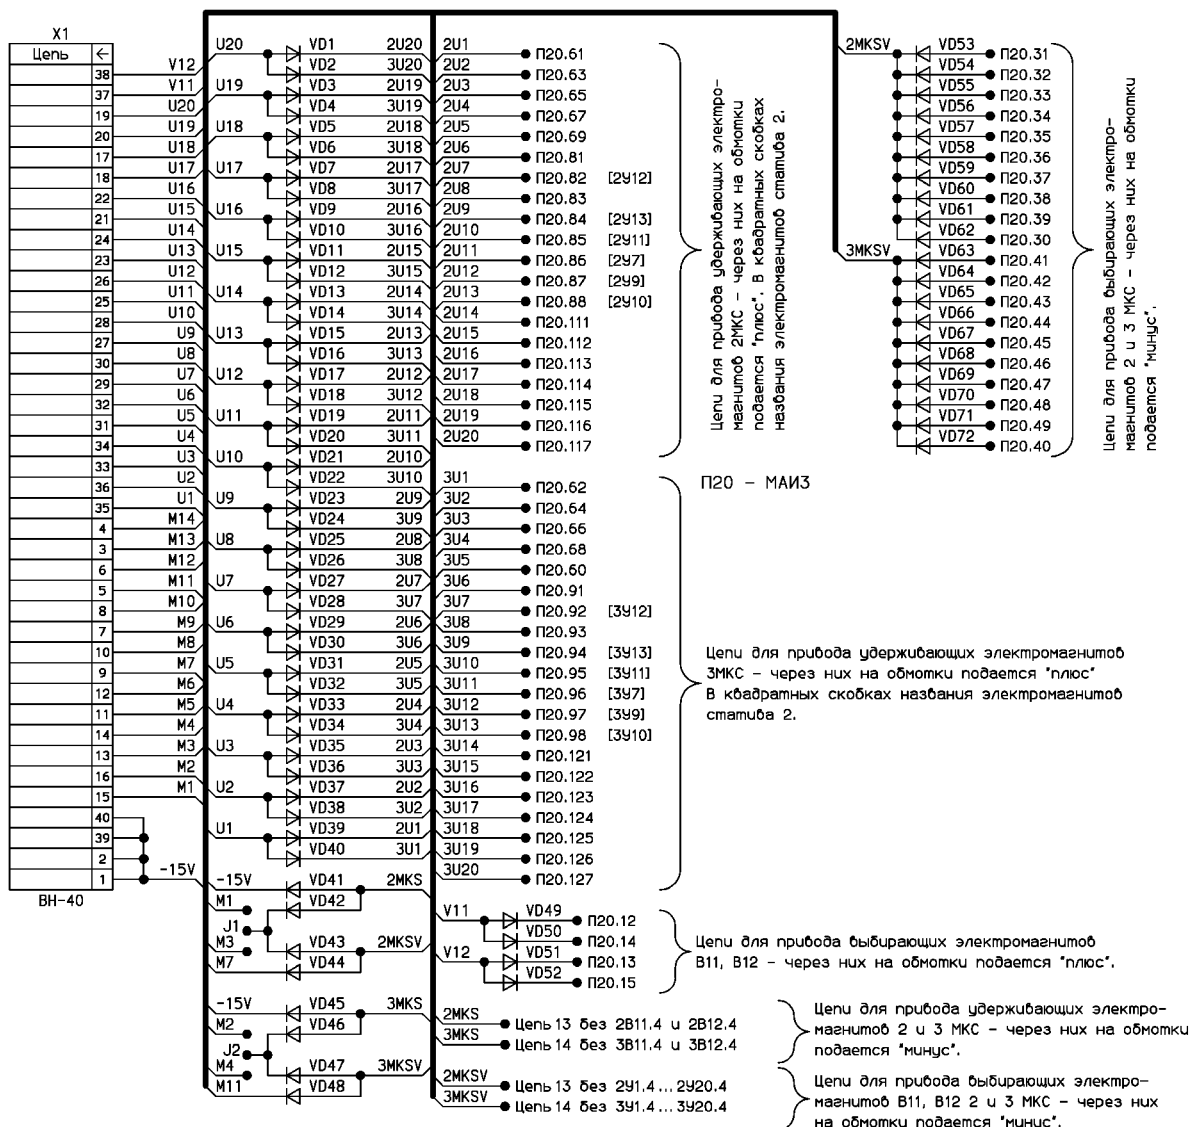 X1
Цепь ←
38 V12
37 V11
19 U20
20 U19
17 U18
18 U17
22 U16
21 U15
24 U14
23 U13
26 U12
25 U11
28 U10
27 U9
30 U8
29 U7
32 U6
31 U5
34 U4
33 U3
36 U2
35 U1
4 M14
3 M13
6 M12
5 M11
8 M10
7 M9
10 M8
9 M7
12 M6
11 M5
14 M4
13 M3
16 M2
15 M1
40
39
2
1 -15V
BH-40
U20 VD1 2U20
VD2 3U20
U19 VD3 2U19
VD4 3U19
U18 VD5 2U18
VD6 3U18
U17 VD7 2U17
VD8 3U17
U16 VD9 2U16
VD10 3U16
U15 VD11 2U15
VD12 3U15
U14 VD13 2U14
VD14 3U14
U13 VD15 2U13
VD16 3U13
U12 VD17 2U12
VD18 3U12
U11 VD19 2U11
VD20 3U11
U10 VD21 2U10
VD22 3U10
U9 VD23 2U9
VD24 3U9
U8 VD25 2U8
VD26 3U8
U7 VD27 2U7
VD28 3U7
U6 VD29 2U6
VD30 3U6
U5 VD31 2U5
VD32 3U5
U4 VD33 2U4
VD34 3U4
U3 VD35 2U3
VD36 3U3
U2 VD37 2U2
VD38 3U2
U1 VD39 2U1
VD40 3U1
-15V VD41 2MKS
M1 VD42
J1
M3 VD43 2MKSV
M7 VD44
-15V VD45 3MKS
M2 VD46
J2
M4 VD47 3MKSV
M11 VD48
2U1 П20.61
2U2 П20.63
2U3 П20.65
2U4 П20.67
2U5 П20.69
2U6 П20.81
2U7 П20.82 [2У12]
2U8 П20.83
2U9 П20.84 [2У13]
2U10 П20.85 [2У11]
2U11 П20.86 [2У7]
2U12 П20.87 [2У9]
2U13 П20.88 [2У10]
2U14 П20.111
2U15 П20.112
2U16 П20.113
2U17 П20.114
2U18 П20.115
2U19 П20.116
2U20 П20.117
Цепи для привода удерживающих электро-
магнитов 2МКС – через них на обмотки
подается "плюс". В квадратных скобках
названия электромагнитов статива 2.
3U1 П20.62
3U2 П20.64
3U3 П20.66
3U4 П20.68
3U5 П20.60
3U6 П20.91
3U7 П20.92 [3У12]
3U8 П20.93
3U9 П20.94 [3У13]
3U10 П20.95 [3У11]
3U11 П20.96 [3У7]
3U12 П20.97 [3У9]
3U13 П20.98 [3У10]
3U14 П20.121
3U15 П20.122
3U16 П20.123
3U17 П20.124
3U18 П20.125
3U19 П20.126
3U20 П20.127
П20 – МАИ3
Цепи для привода удерживающих электромагнитов
3МКС – через них на обмотки подается "плюс"
В квадратных скобках названия электромагнитов
статива 2.
V11 VD49 П20.12
VD50 П20.14
V12 VD51 П20.13
VD52 П20.15
Цепи для привода выбирающих электромагнитов
В11, В12 – через них на обмотки подается "плюс".
2MKS Цепь 13 без 2В11.4 и 2В12.4
3MKS Цепь 14 без 3В11.4 и 3В12.4
Цепи для привода удерживающих электро-
магнитов 2 и 3 МКС – через них на обмотки
подается "минус".
2MKSV Цепь 13 без 2У1.4...2У20.4
3MKSV Цепь 14 без 3У1.4...3У20.4
Цепи для привода выбирающих электро-
магнитов В11, В12 2 и 3 МКС – через них
на обмотки подается "минус".
2MKSV VD53 П20.31
VD54 П20.32
VD55 П20.33
VD56 П20.34
VD57 П20.35
VD58 П20.36
VD59 П20.37
VD60 П20.38
VD61 П20.39
VD62 П20.30
3MKSV VD63 П20.41
VD64 П20.42
VD65 П20.43
VD66 П20.44
VD67 П20.45
VD68 П20.46
VD69 П20.47
VD70 П20.48
VD71 П20.49
VD72 П20.40
Цепи для привода выбирающих электро-
магнитов 2 и 3 МКС – через них на обмотки
подается "минус".